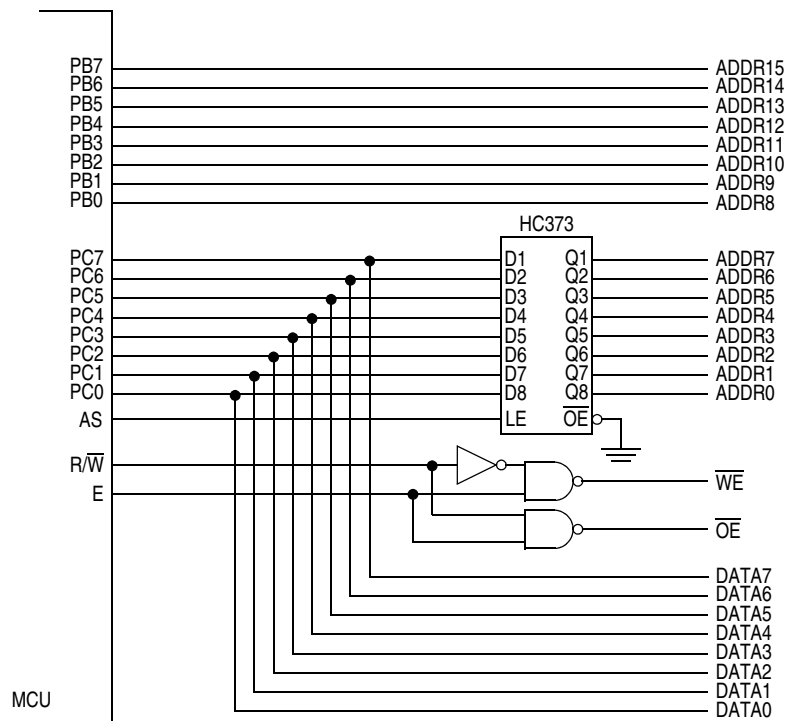 PB7 ADDR15
PB6 ADDR14
PB5 ADDR13
PB4 ADDR12
PB3 ADDR11
PB2 ADDR10
PB1 ADDR9
PB0 ADDR8
HC373
PC7 D1 Q1 ADDR7
PC6 D2 Q2 ADDR6
PC5 D3 Q3 ADDR5
PC4 D4 Q4 ADDR4
PC3 D5 Q5 ADDR3
PC2 D6 Q6 ADDR2
PC1 D7 Q7 ADDR1
PC0 D8 Q8 ADDR0
AS LE O̅E̅
R/W̅
E
W̅E̅
O̅E̅
DATA7
DATA6
DATA5
DATA4
DATA3
DATA2
DATA1
DATA0
MCU